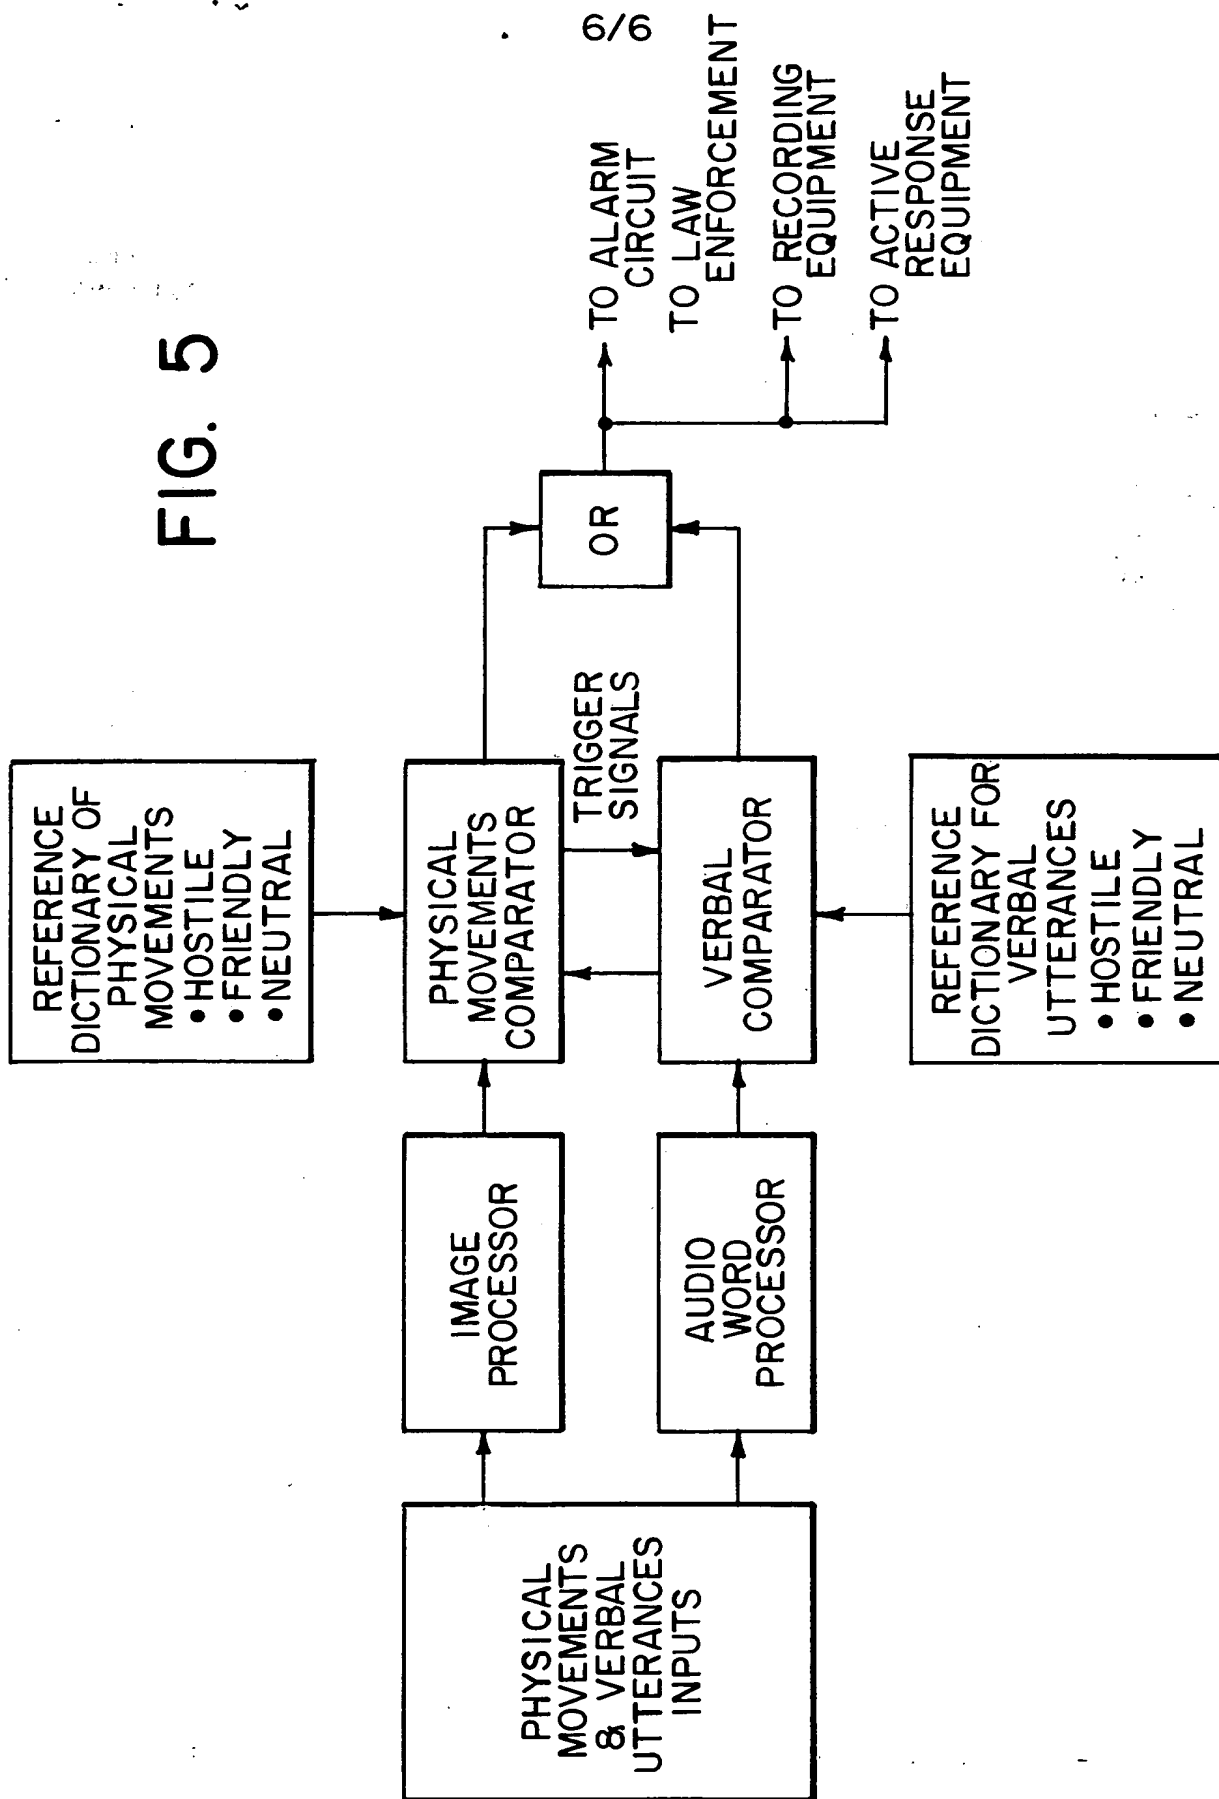 6/6
FIG. 5
REFERENCE
DICTIONARY OF
PHYSICAL
MOVEMENTS
• HOSTILE
• FRIENDLY
• NEUTRAL
PHYSICAL
MOVEMENTS
& VERBAL
UTTERANCES
INPUTS
IMAGE
PROCESSOR
PHYSICAL
MOVEMENTS
COMPARATOR
TRIGGER
SIGNALS
AUDIO
WORD
PROCESSOR
VERBAL
COMPARATOR
OR
TO ALARM
CIRCUIT
TO LAW
ENFORCEMENT
TO RECORDING
EQUIPMENT
TO ACTIVE
RESPONSE
EQUIPMENT
REFERENCE
DICTIONARY FOR
VERBAL
UTTERANCES
• HOSTILE
• FRIENDLY
• NEUTRAL